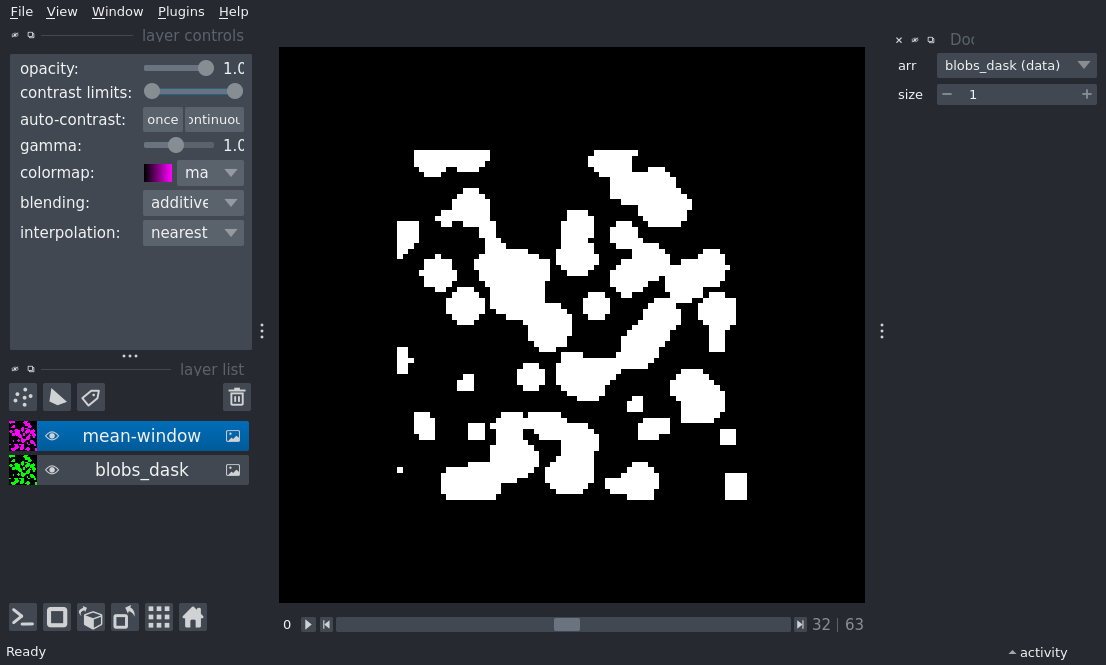 File View Window Plugins Help
layer controls
opacity: 1.0
contrast limits:
auto-contrast: once ontinuou
gamma: 1.0
colormap: ma
blending: additive
interpolation: nearest
layer list
mean-window
blobs_dask
Ready
0 32 | 63
Doc
arr blobs_dask (data)
size − 1 +
activity